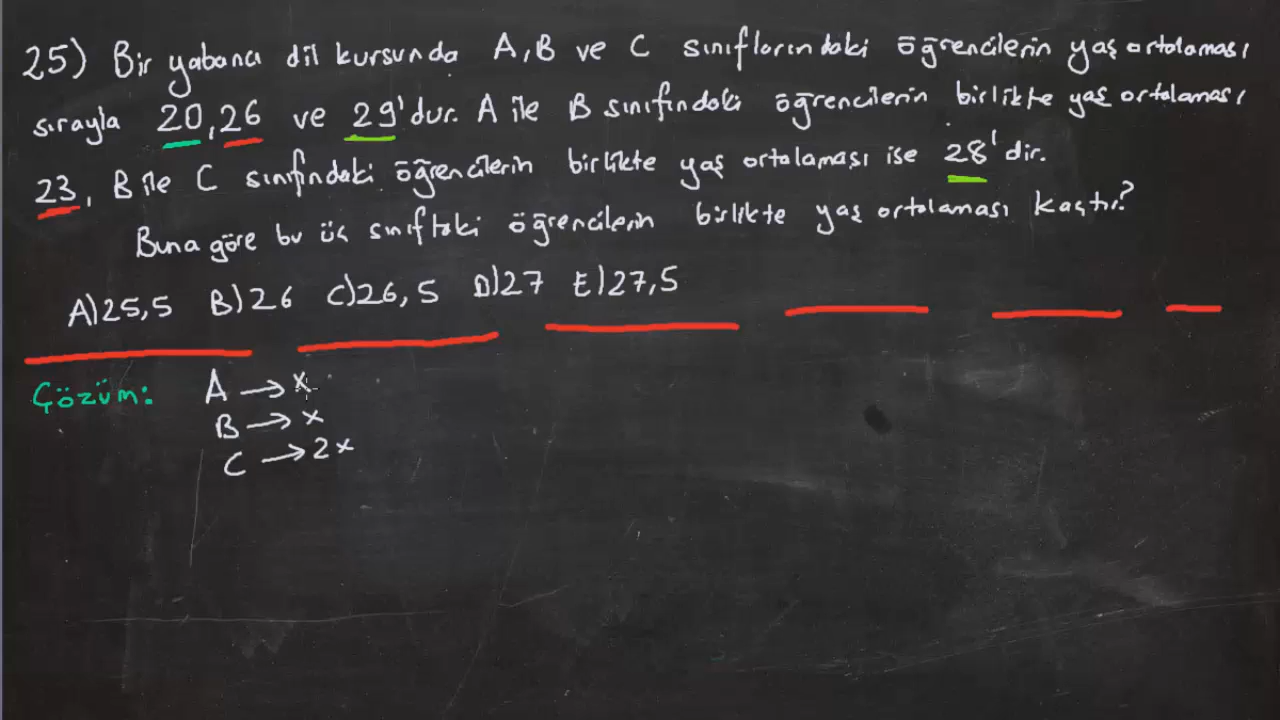 25) Bir yabancı dil kursunda A, B ve C sınıflarındaki öğrencilerin yaş ortalaması
sırayla 20, 26 ve 29'dur. A ile B sınıfındaki öğrencilerin birlikte yaş ortalaması
23, B ile C sınıfındaki öğrencilerin birlikte yaş ortalaması ise 28'dir.
Buna göre bu üç sınıftaki öğrencilerin birlikte yaş ortalaması kaçtır?
A) 25,5 B) 26 C) 26,5 D) 27 E) 27,5
Çözüm: A → x
B → x
C → 2x